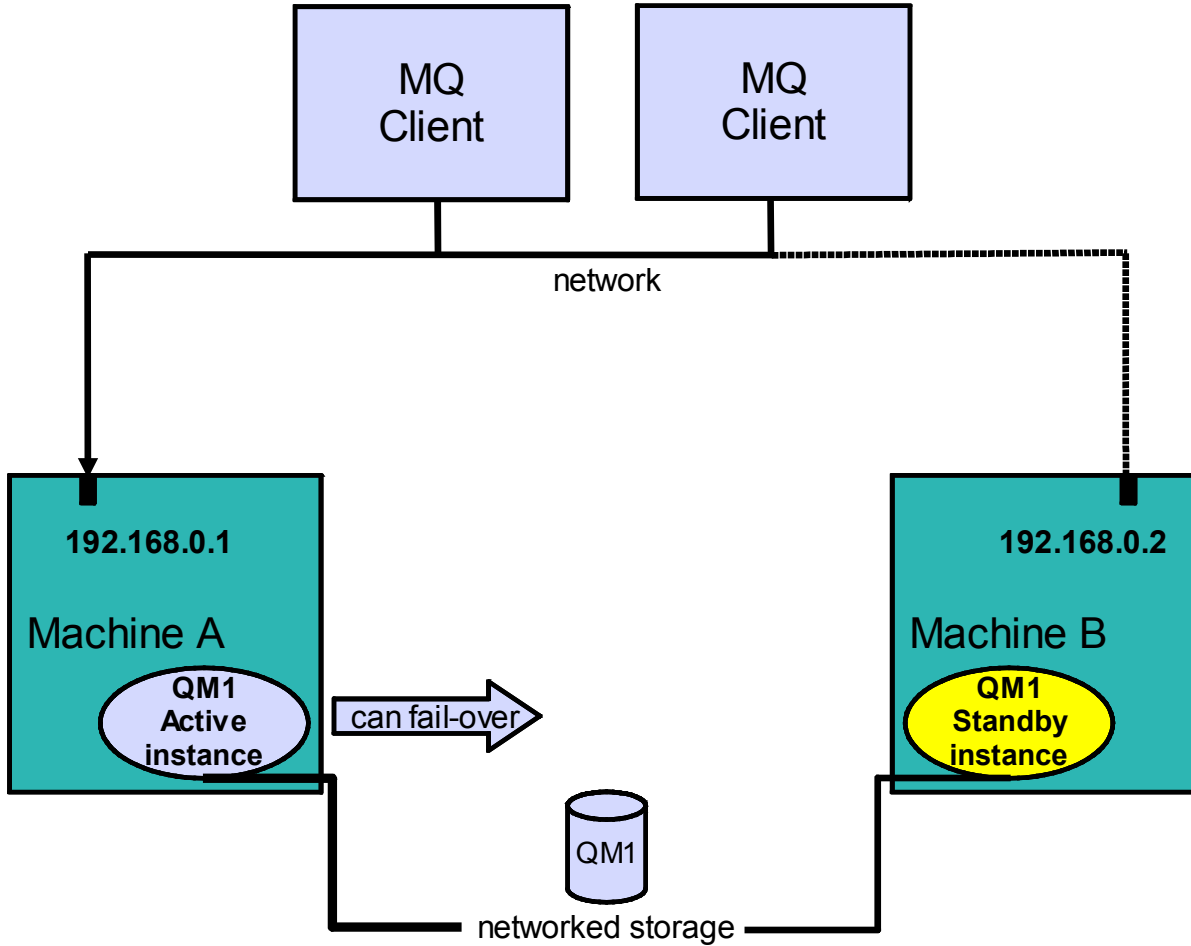 MQ
Client
MQ
Client
network
192.168.0.1
192.168.0.2
Machine A
Machine B
QM1
Active
instance
can fail-over
QM1
Standby
instance
QM1
networked storage